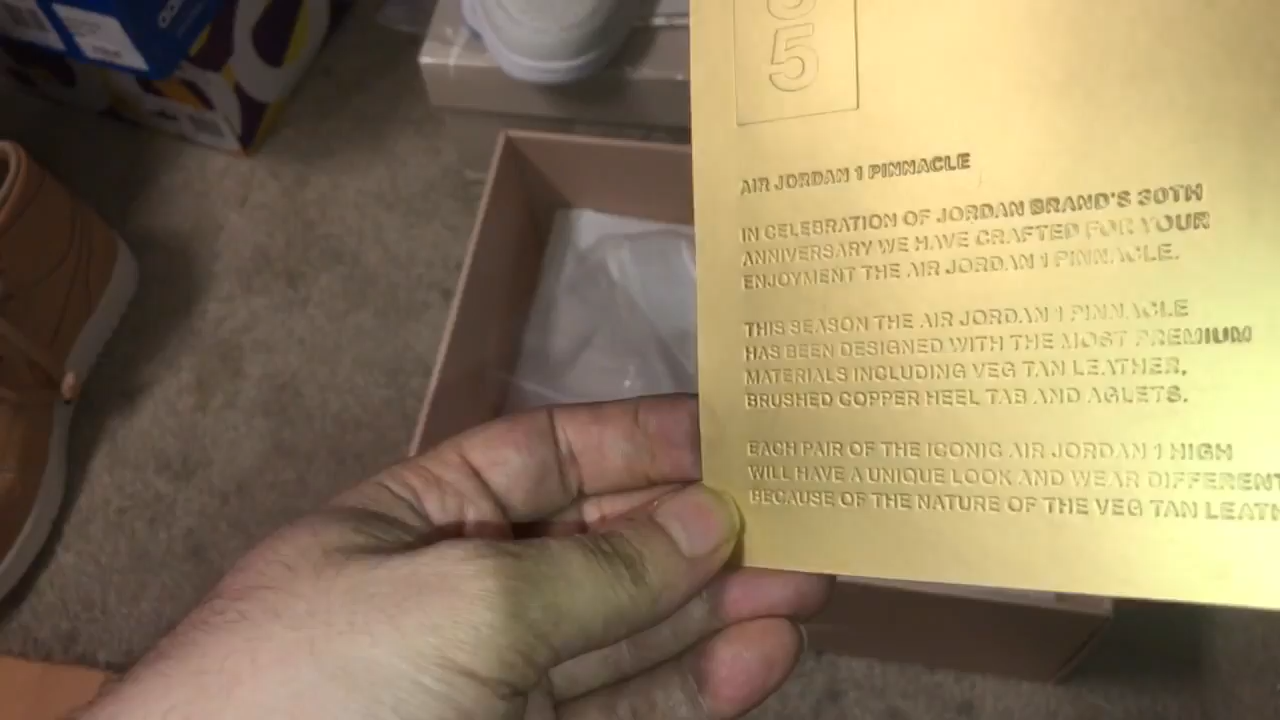 5
AIR JORDAN 1 PINNACLE
IN CELEBRATION OF JORDAN BRAND'S 30TH
ANNIVERSARY WE HAVE CRAFTED FOR YOUR
ENJOYMENT THE AIR JORDAN 1 PINNACLE.
THIS SEASON THE AIR JORDAN 1 PINNACLE
HAS BEEN DESIGNED WITH THE MOST PREMIUM
MATERIALS INCLUDING VEG TAN LEATHER,
BRUSHED COPPER HEEL TAB AND AGLETS.
EACH PAIR OF THE ICONIC AIR JORDAN 1 HIGH
WILL HAVE A UNIQUE LOOK AND WEAR DIFFERENT
BECAUSE OF THE NATURE OF THE VEG TAN LEATH